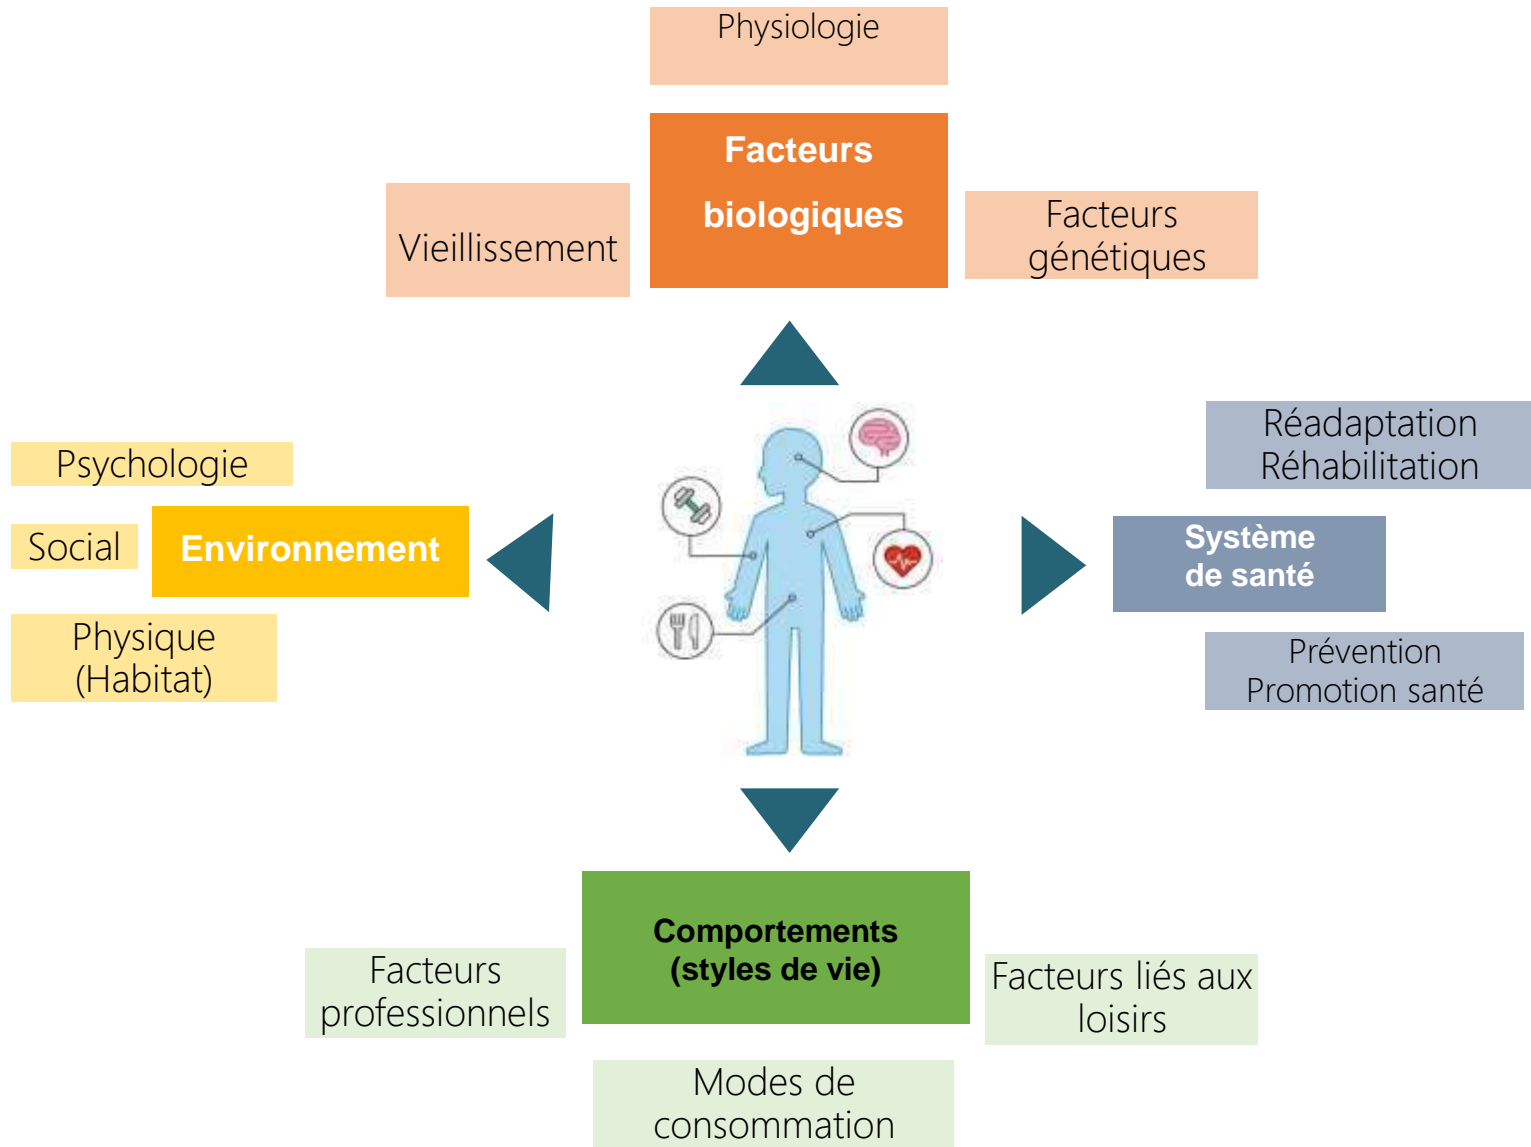 Physiologie
Facteurs
biologiques
Vieillissement
Facteurs
génétiques
Psychologie
Social
Environnement
Physique
(Habitat)
Réadaptation
Réhabilitation
Système
de santé
Prévention
Promotion santé
Comportements
(styles de vie)
Facteurs
professionnels
Facteurs liés aux
loisirs
Modes de
consommation